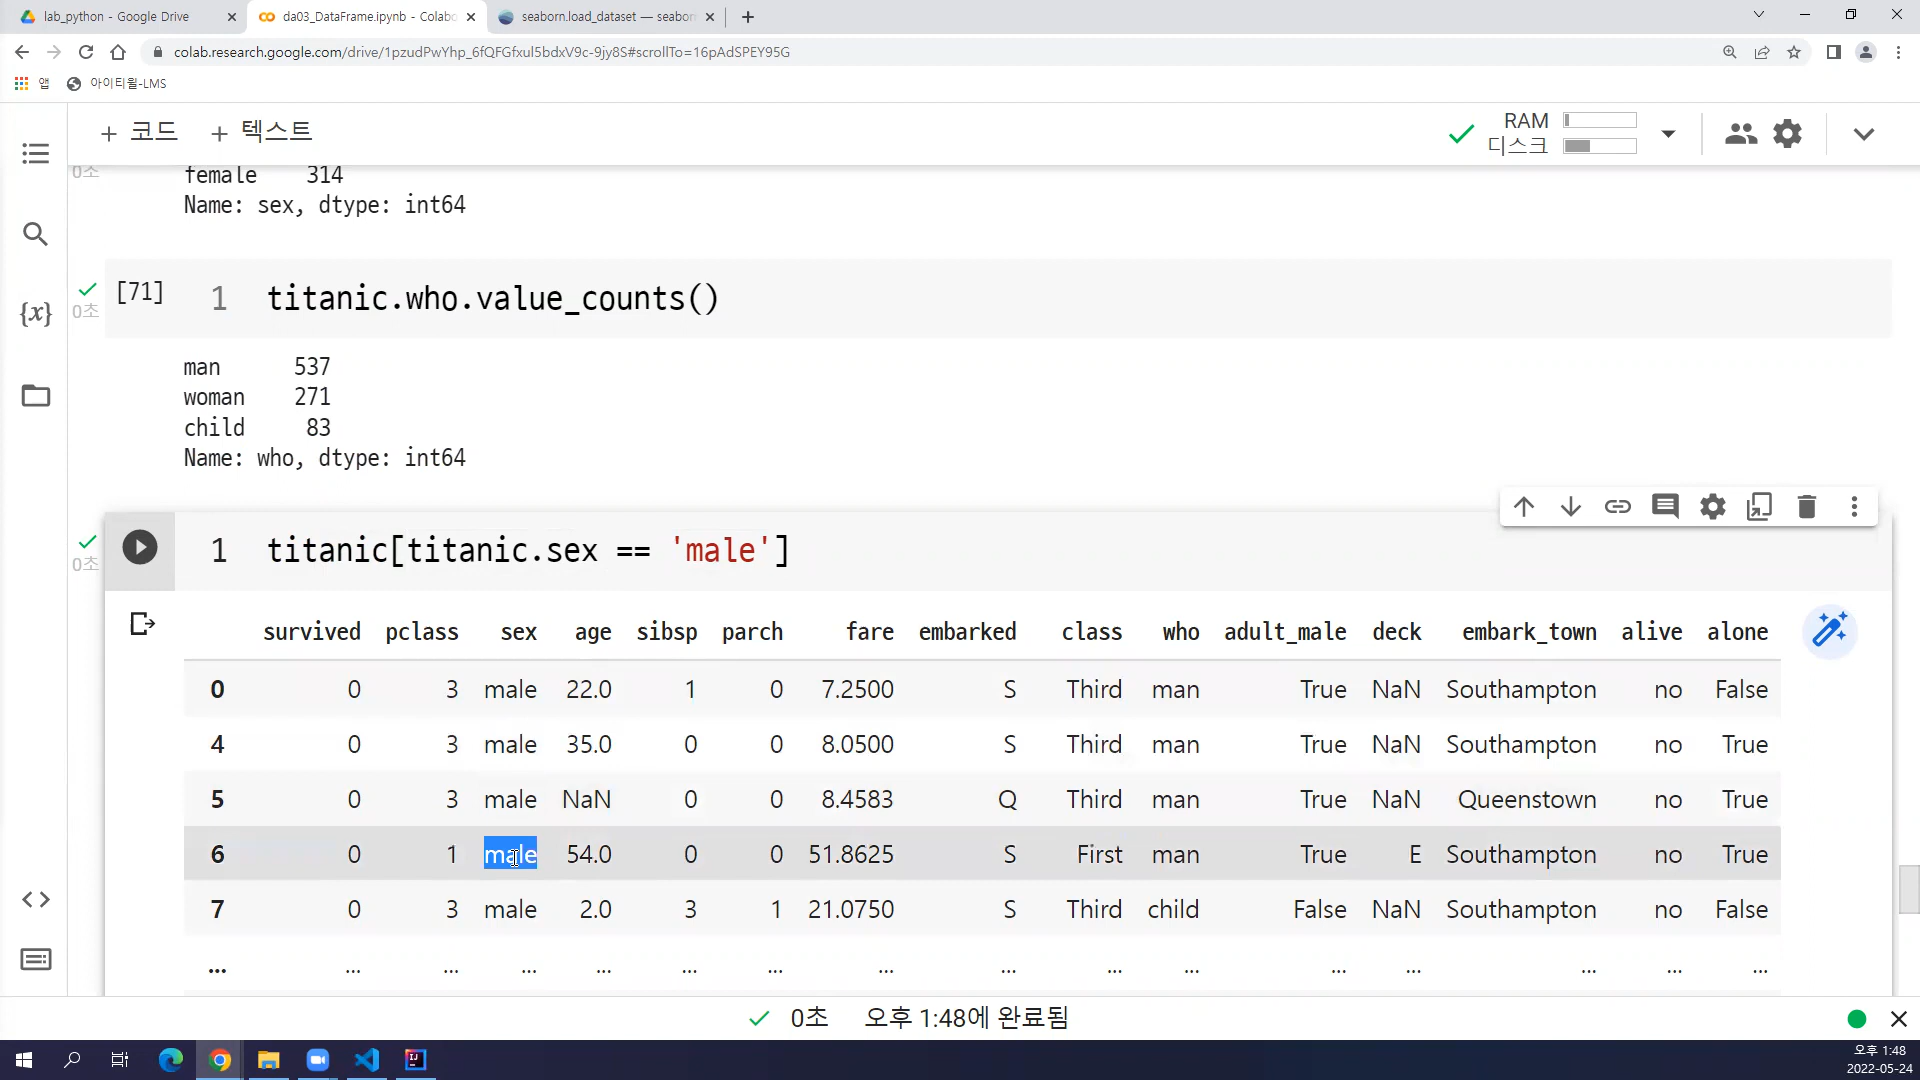 lab_python - Google Drive
da03_DataFrame.ipynb - Colabo
seaborn.load_dataset — seabor
colab.research.google.com/drive/1pzudPwYhp_6fQFGfxul5bdxV9c-9jy8S#scrollTo=16pAdSPEY95G
앱 아이티윌-LMS
+ 코드 + 텍스트
RAM
디스크
0초 female 314
Name: sex, dtype: int64
{x}
[71] 1 titanic.who.value_counts()
0초
man 537
woman 271
child 83
Name: who, dtype: int64
1 titanic[titanic.sex == 'male']
0초
survived pclass sex age sibsp parch fare embarked class who adult_male deck embark_town alive alone
0 0 3 male 22.0 1 0 7.2500 S Third man True NaN Southampton no False
4 0 3 male 35.0 0 0 8.0500 S Third man True NaN Southampton no True
5 0 3 male NaN 0 0 8.4583 Q Third man True NaN Queenstown no True
6 0 1 male 54.0 0 0 51.8625 S First man True E Southampton no True
7 0 3 male 2.0 3 1 21.0750 S Third child False NaN Southampton no False
... ... ... ... ... ... ... ... ... ... ... ... ... ... ... ...
0초 오후 1:48에 완료됨
오후 1:48
2022-05-24